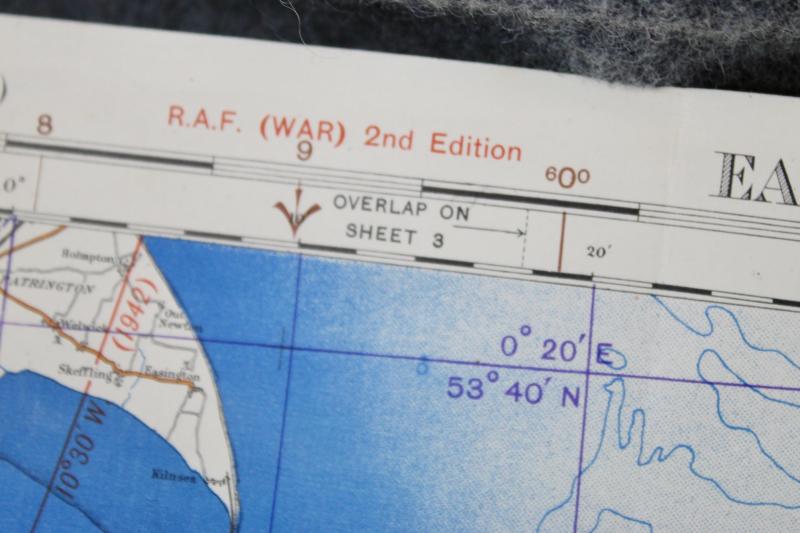 R.A.F. (WAR) 2nd Edition
8
9
600
EA
0°
OVERLAP ON
SHEET 3
20'
Holmpton
PATRINGTON
(1942)
Out
Newton
Welwick
Skeffling
Easington
0° 20' E
53° 40' N
10° 30' W.
Kilnsea